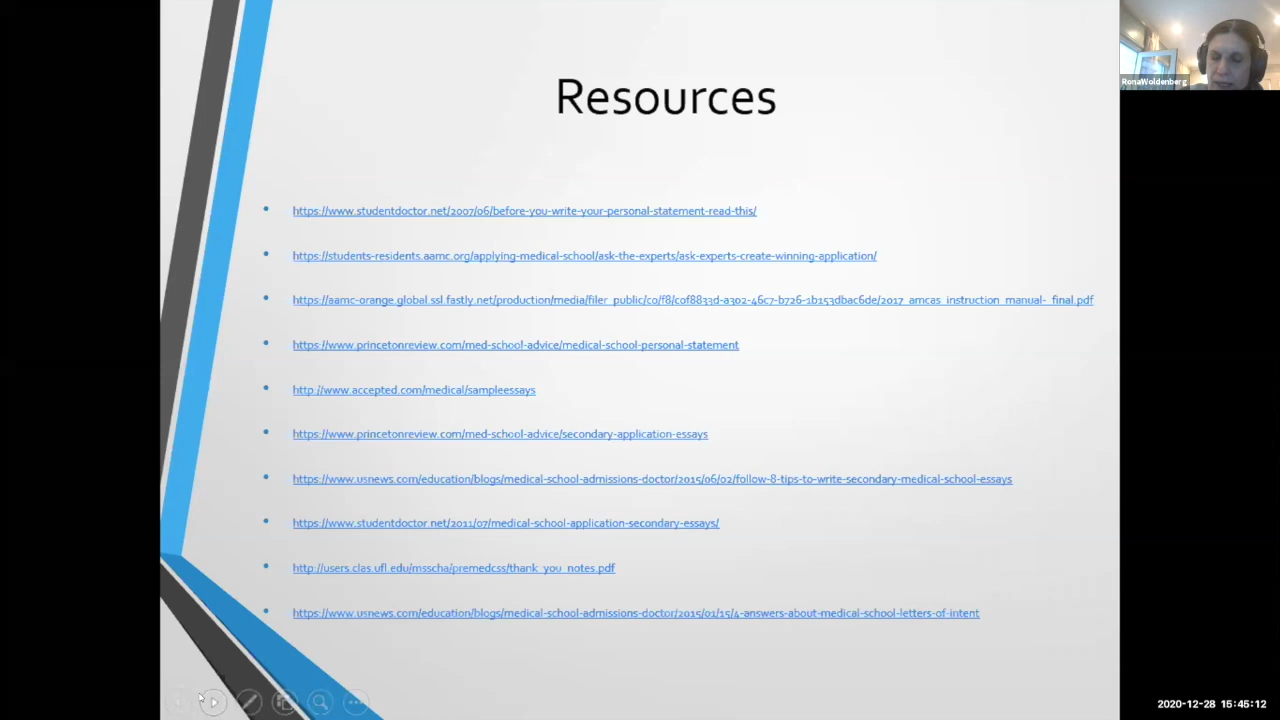 RenaWoldenberg
Resources
• https://www.studentdoctor.net/2007/06/before-you-write-your-personal-statement-read-this/
• https://students-residents.aamc.org/applying-medical-school/ask-the-experts/ask-experts-create-winning-application/
• https://aamc-orange.global.ssl.fastly.net/production/media/filer_public/c0/f8/c0f8833d-a302-46c7-b726-1b153dbac6de/2017_amcas_instruction_manual-_final.pdf
• https://www.princetonreview.com/med-school-advice/medical-school-personal-statement
• http://www.accepted.com/medical/sampleessays
• https://www.princetonreview.com/med-school-advice/secondary-application-essays
• https://www.usnews.com/education/blogs/medical-school-admissions-doctor/2015/06/02/follow-8-tips-to-write-secondary-medical-school-essays
• https://www.studentdoctor.net/2011/07/medical-school-application-secondary-essays/
• http://users.clas.ufl.edu/msscha/premedcss/thank_you_notes.pdf
• https://www.usnews.com/education/blogs/medical-school-admissions-doctor/2015/01/15/4-answers-about-medical-school-letters-of-intent
2020-12-28 15:45:12